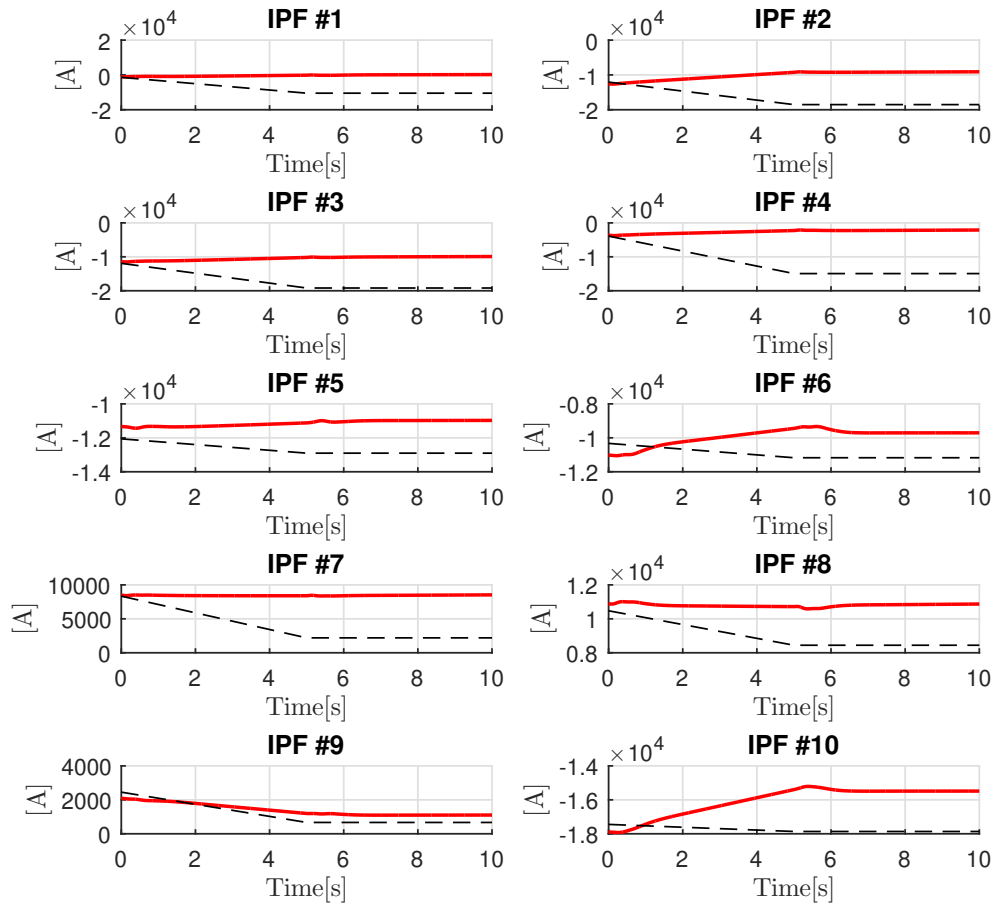 IPF #1
×10^4
2
0
-2
[A]
0 2 4 6 8 10
Time[s]
IPF #2
×10^4
0
-1
-2
[A]
0 2 4 6 8 10
Time[s]
IPF #3
×10^4
0
-1
-2
[A]
0 2 4 6 8 10
Time[s]
IPF #4
×10^4
0
-1
-2
[A]
0 2 4 6 8 10
Time[s]
IPF #5
×10^4
-1
-1.2
-1.4
[A]
0 2 4 6 8 10
Time[s]
IPF #6
×10^4
-0.8
-1
-1.2
[A]
0 2 4 6 8 10
Time[s]
IPF #7
10000
5000
0
[A]
0 2 4 6 8 10
Time[s]
IPF #8
×10^4
1.2
1
0.8
[A]
0 2 4 6 8 10
Time[s]
IPF #9
4000
2000
0
[A]
0 2 4 6 8 10
Time[s]
IPF #10
×10^4
-1.4
-1.6
-1.8
[A]
0 2 4 6 8 10
Time[s]